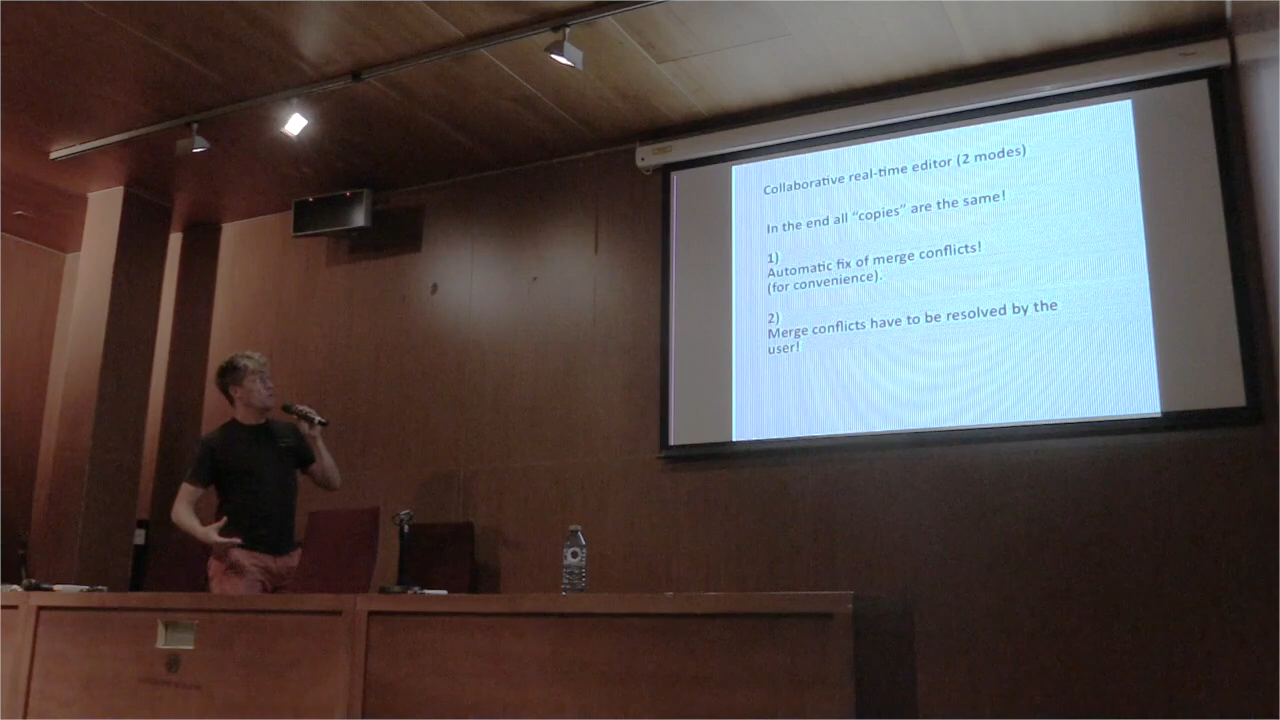 Collaborative real-time editor (2 modes)
In the end all “copies” are the same!
1)
Automatic fix of merge conflicts!
(for convenience).
2)
Merge conflicts have to be resolved by the
user!